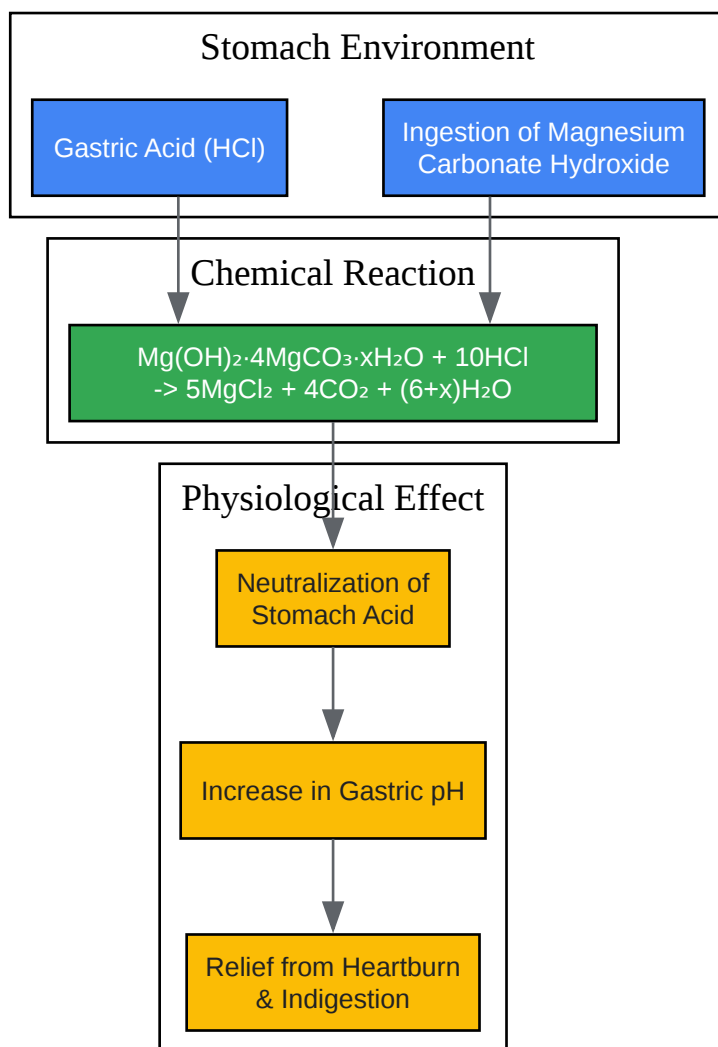 Stomach Environment
Gastric Acid (HCl)
Ingestion of Magnesium
Carbonate Hydroxide
Chemical Reaction
Mg(OH)₂·4MgCO₃·xH₂O + 10HCl
-> 5MgCl₂ + 4CO₂ + (6+x)H₂O
Physiological Effect
Neutralization of
Stomach Acid
Increase in Gastric pH
Relief from Heartburn
& Indigestion